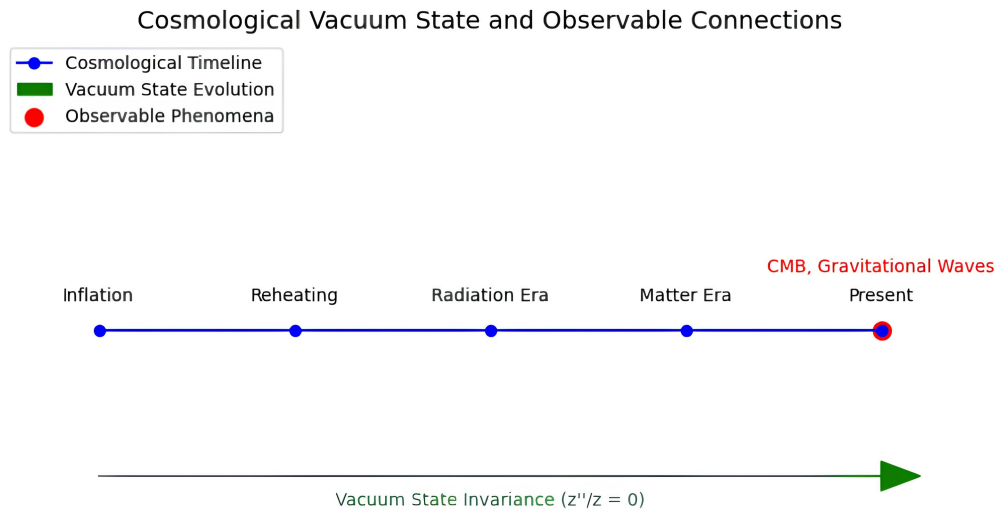 Cosmological Vacuum State and Observable Connections
Cosmological Timeline
Vacuum State Evolution
Observable Phenomena
CMB, Gravitational Waves
Inflation Reheating Radiation Era Matter Era Present
Vacuum State Invariance (z''/z = 0)